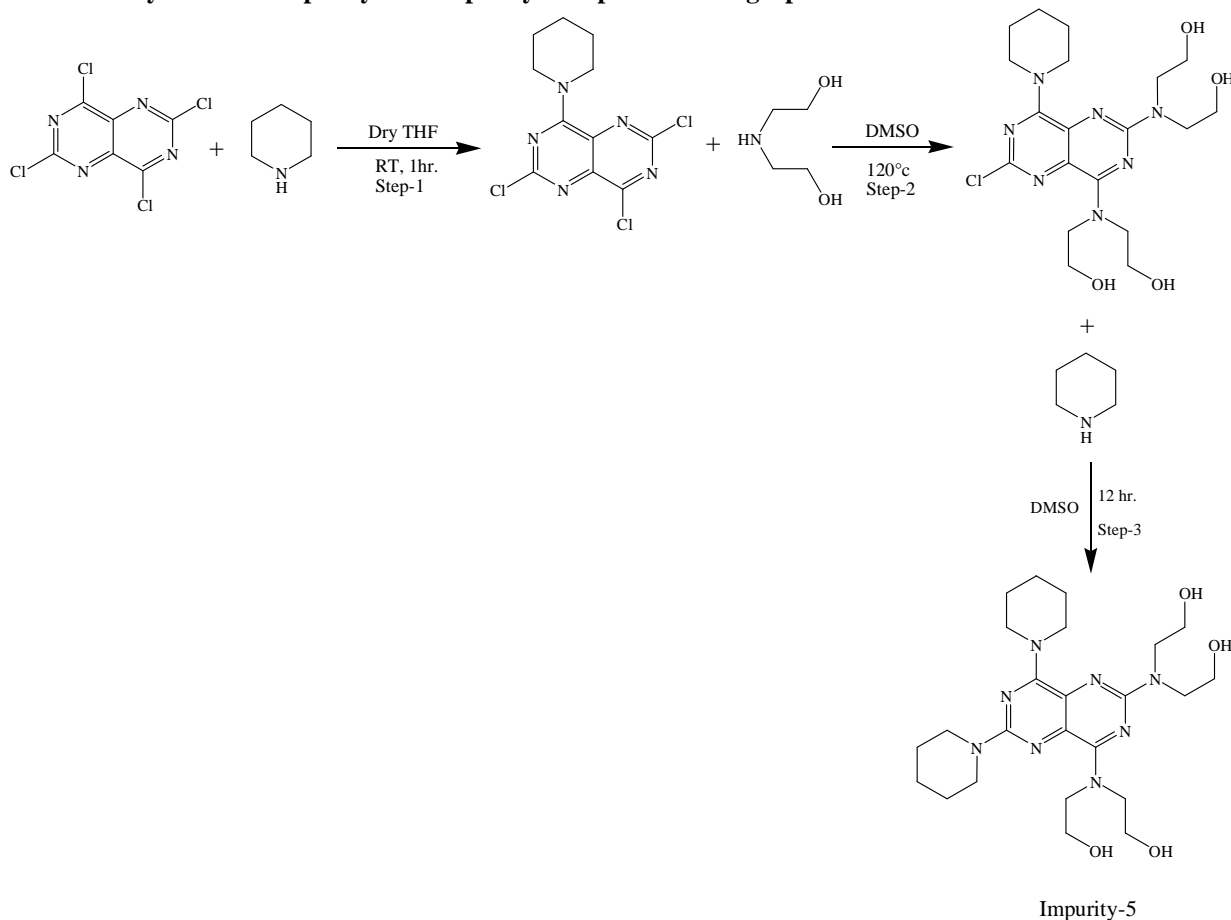 Cl
N
Cl
N
N
Cl
N
Cl
+
N
H
Dry THF
RT, 1hr.
Step-1
N
N
Cl
N
N
Cl
N
Cl
+
OH
HN
OH
DMSO
120°c
Step-2
OH
OH
N
N
N
N
N
Cl
N
N
OH
OH
+
N
H
DMSO
12 hr.
Step-3
OH
OH
N
N
N
N
N
N
N
N
OH
OH
Impurity-5